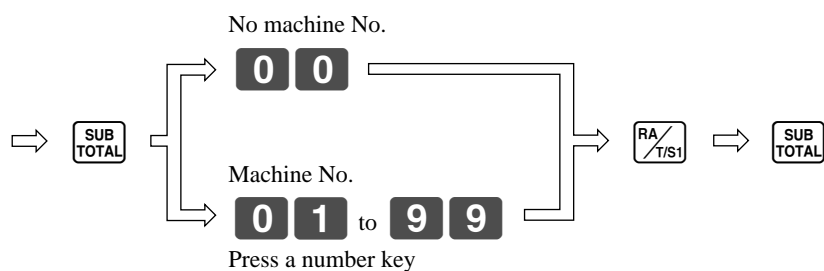 No machine No.
0 0
SUB
TOTAL
RA/T/S1
SUB
TOTAL
Machine No.
0 1 to 9 9
Press a number key